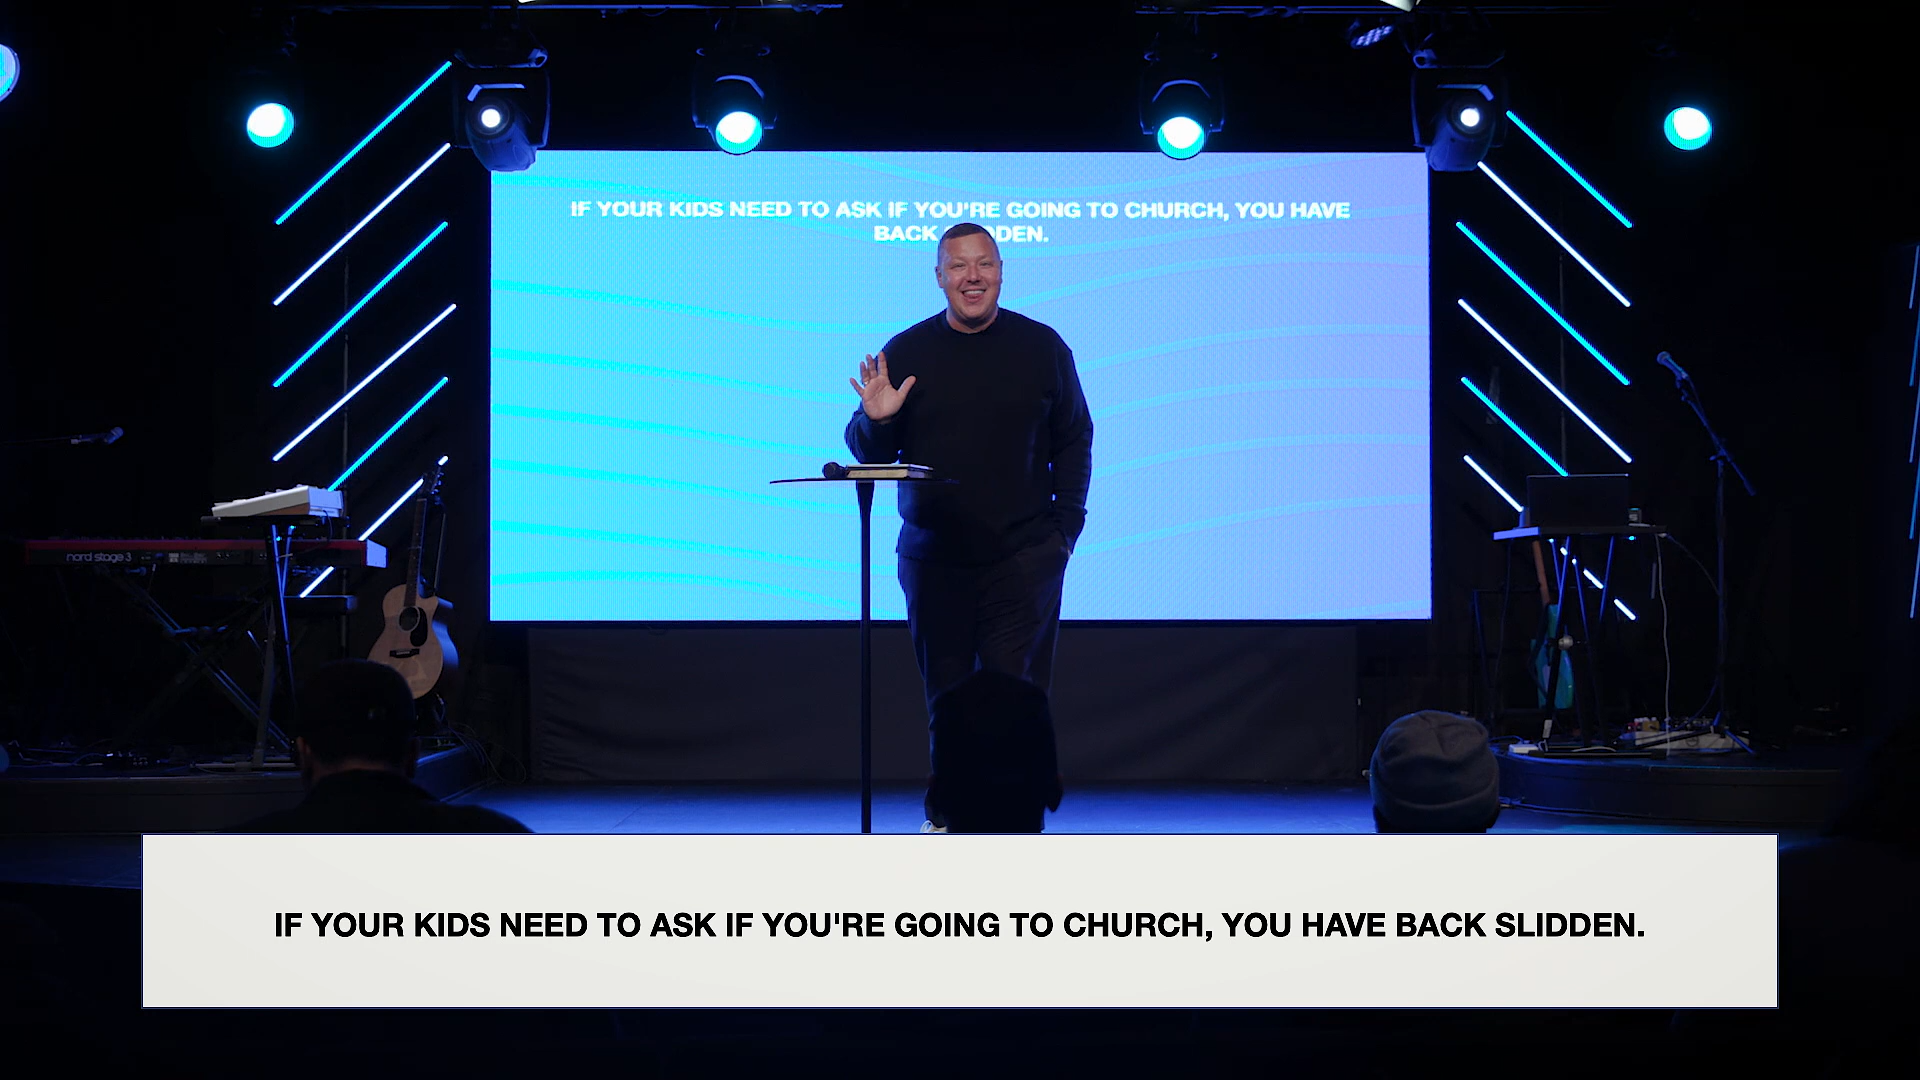 IF YOUR KIDS NEED TO ASK IF YOU'RE GOING TO CHURCH, YOU HAVE
BACK DEN.
nord stage 3
IF YOUR KIDS NEED TO ASK IF YOU'RE GOING TO CHURCH, YOU HAVE BACK SLIDDEN.